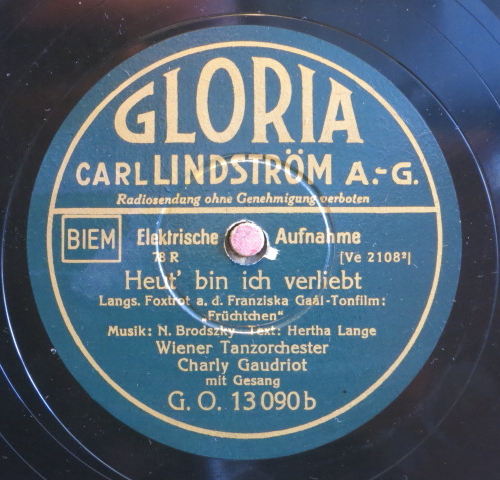 GLORIA
CARL LINDSTRÖM A.-G.
Radiosendung ohne Genehmigung verboten
BIEM Elektrische Aufnahme
78 R [Ve 2108²]
Heut' bin ich verliebt
Langs. Foxtrot a. d. Franziska Gaál-Tonfilm:
„Früchtchen"
Musik: N. Brodszky Text: Hertha Lange
Wiener Tanzorchester
Charly Gaudriot
mit Gesang
G. O. 13 090 b